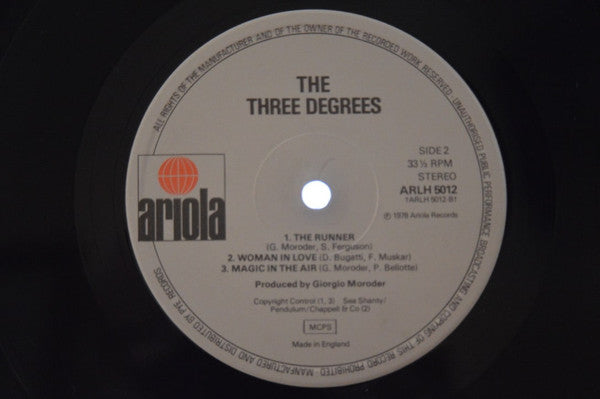 ALL RIGHTS OF THE MANUFACTURER AND OF THE OWNER OF THE RECORDED WORK RESERVED · UNAUTHORISED PUBLIC PERFORMANCE BROADCASTING AND COPYING OF THIS RECORD PROHIBITED · MANFACTURED AND DISTRIBUTED BY PYE RECORDS
THE
THREE DEGREES
SIDE 2
33⅓ RPM
STEREO
ARLH 5012
1ARLH 5012-B1
ariola
℗ 1978 Ariola Records
1. THE RUNNER
(G. Moroder, S. Ferguson)
2. WOMAN IN LOVE (D. Bugatti, F. Muskar)
3. MAGIC IN THE AIR (G. Moroder, P. Bellotte)
Produced by Giorgio Moroder
Copyright Control (1, 3) Sea Shanty/
Pendulum/Chappell & Co (2)
MCPS
Made in England